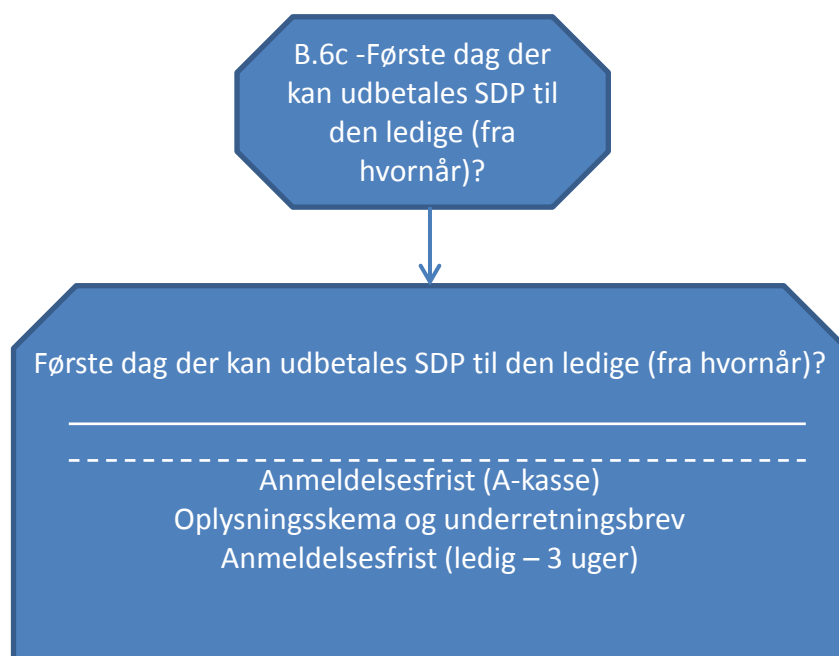 B.6c -Første dag der
kan udbetales SDP til
den ledige (fra
hvornår)?
Første dag der kan udbetales SDP til den ledige (fra hvornår)?
Anmeldelsesfrist (A-kasse)
Oplysningsskema og underretningsbrev
Anmeldelsesfrist (ledig – 3 uger)